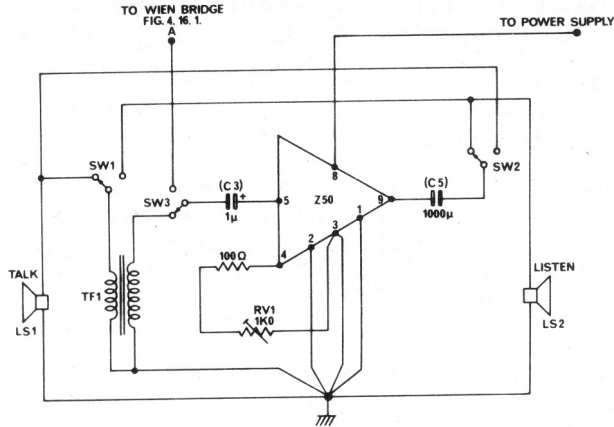 TO WIEN BRIDGE
FIG. 4. 16. 1.
A
TO POWER SUPPLY
SW1
SW2
SW3
(C3)
+
1µ
5
8
Z50
9
(C5)
1000µ
1
3
2
4
100Ω
RV1
1K0
TALK
LS1
TF1
LISTEN
LS2